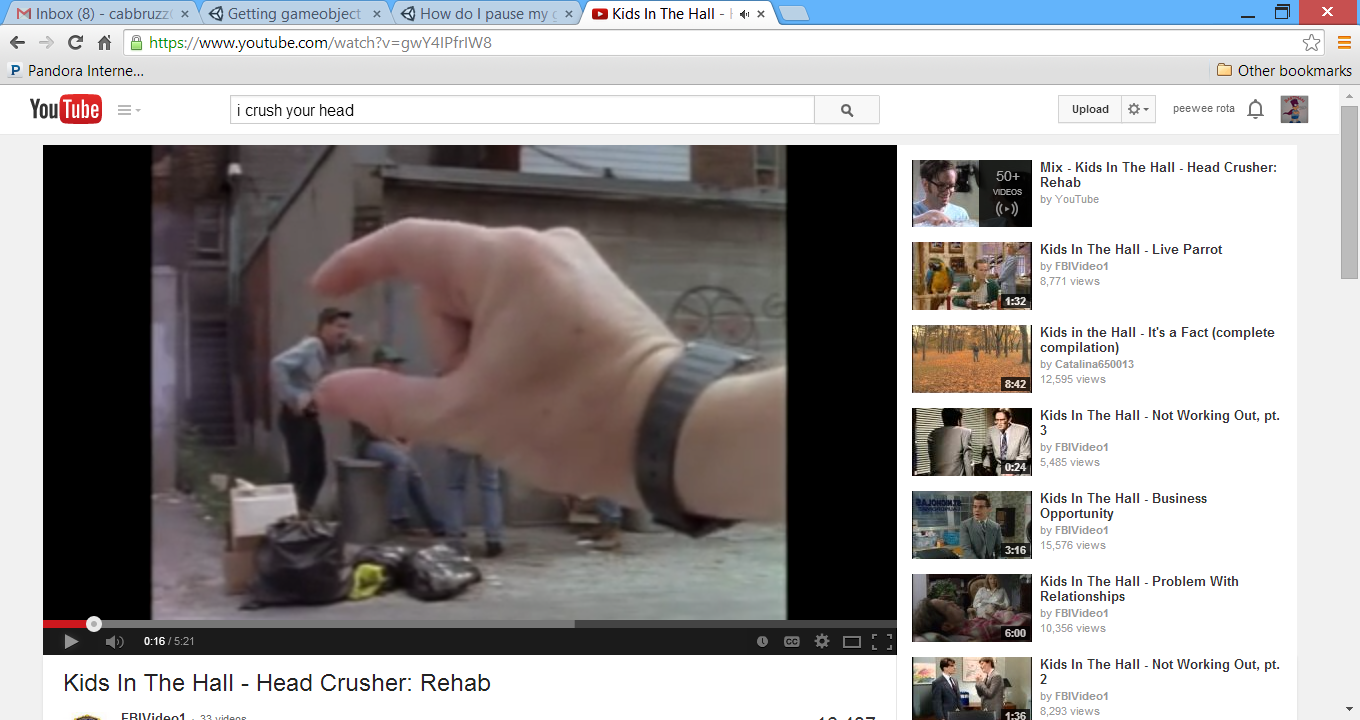 Inbox (8) - cabbruzz
Getting gameobject
How do I pause my g
Kids In The Hall -
https://www.youtube.com/watch?v=gwY4IPfrIW8
Pandora Interne...
Other bookmarks
YouTube
i crush your head
Upload
peewee rota
50+
VIDEOS
Mix - Kids In The Hall - Head Crusher:
Rehab
by YouTube
Kids In The Hall - Live Parrot
by FBIVideo1
8,771 views
1:32
Kids in the Hall - It's a Fact (complete
compilation)
by Catalina650013
12,595 views
8:42
Kids In The Hall - Not Working Out, pt.
3
by FBIVideo1
5,485 views
0:24
Kids In The Hall - Business
Opportunity
by FBIVideo1
15,576 views
3:16
Kids In The Hall - Problem With
Relationships
by FBIVideo1
10,356 views
6:00
Kids In The Hall - Not Working Out, pt.
2
by FBIVideo1
8,293 views
1:36
0:16 / 5:21
CC
Kids In The Hall - Head Crusher: Rehab
FBIVideo1 · 33 videos